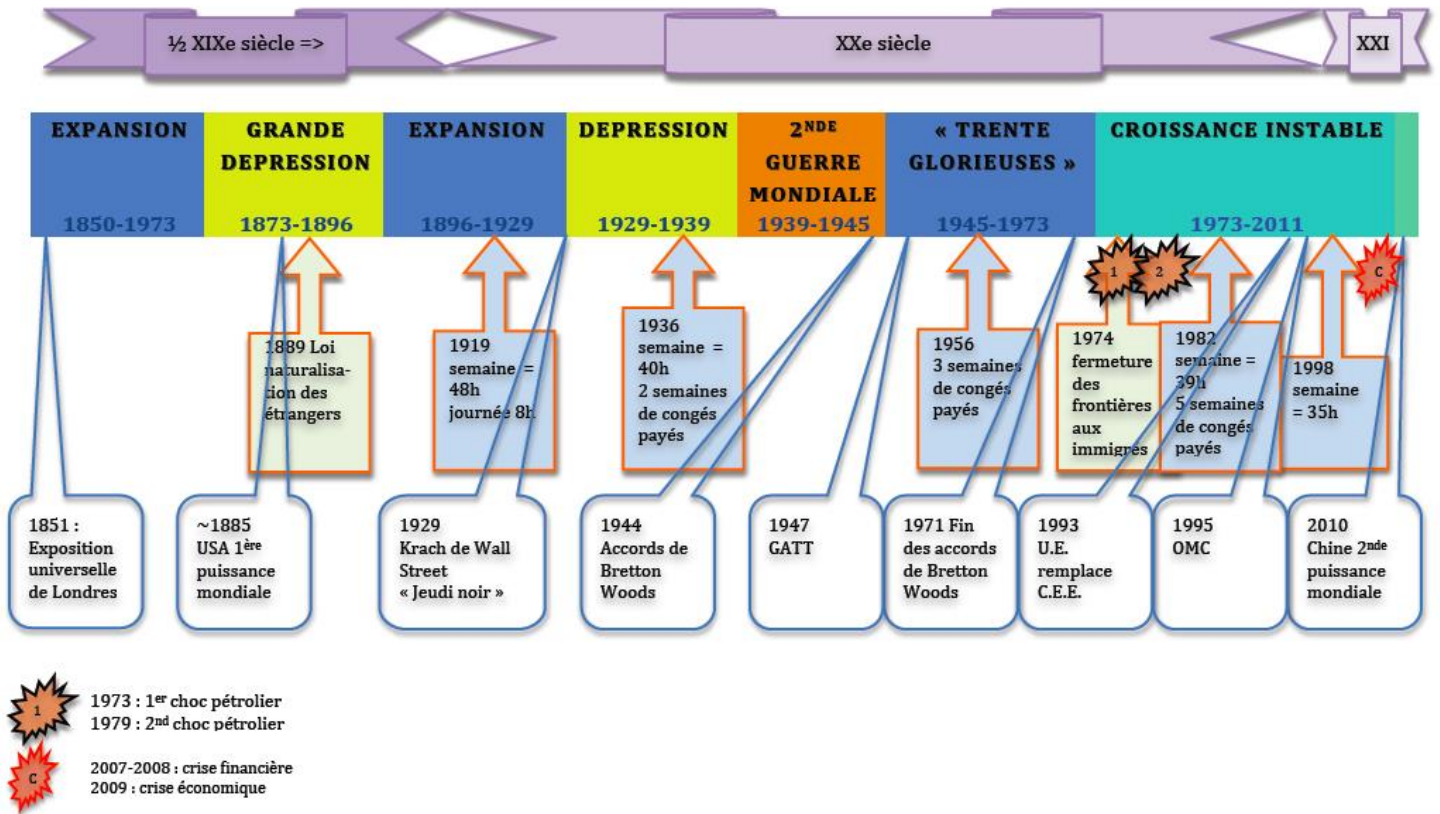 ½ XIXe siècle =>
XXe siècle
XXI
EXPANSION
1850-1973
GRANDE
DEPRESSION
1873-1896
EXPANSION
1896-1929
DEPRESSION
1929-1939
2NDE
GUERRE
MONDIALE
1939-1945
« TRENTE
GLORIEUSES »
1945-1973
CROISSANCE INSTABLE
1973-2011
1
2
C
1889 Loi
naturalisa-
tion des
étrangers
1919
semaine =
48h
journée 8h
1936
semaine =
40h
2 semaines
de congés
payés
1956
3 semaines
de congés
payés
1974
fermeture
des
frontières
aux
immigrés
1982
semaine =
39h
5 semaines
de congés
payés
1998
semaine
= 35h
1851 :
Exposition
universelle
de Londres
~1885
USA 1ère
puissance
mondiale
1929
Krach de Wall
Street
« Jeudi noir »
1944
Accords de
Bretton
Woods
1947
GATT
1971 Fin
des accords
de Bretton
Woods
1993
U.E.
remplace
C.E.E.
1995
OMC
2010
Chine 2nde
puissance
mondiale
1
1973 : 1er choc pétrolier
1979 : 2nd choc pétrolier
C
2007-2008 : crise financière
2009 : crise économique